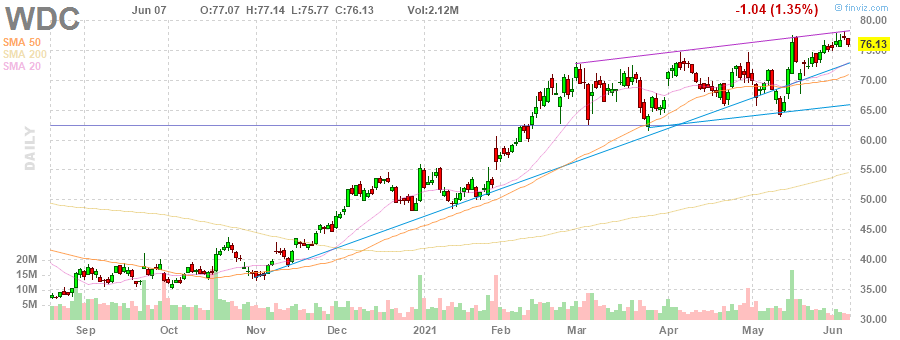 WDC Jun 07 O:77.07 H:77.14 L:75.77 C:76.13 Vol:2.12M -1.04 (1.35%) © finviz.com
SMA 50
SMA 200
SMA 20
DAILY
80.00
76.13
75.00
70.00
65.00
60.00
55.00
50.00
45.00
40.00
35.00
30.00
20M
15M
10M
5M
Sep Oct Nov Dec 2021 Feb Mar Apr May Jun